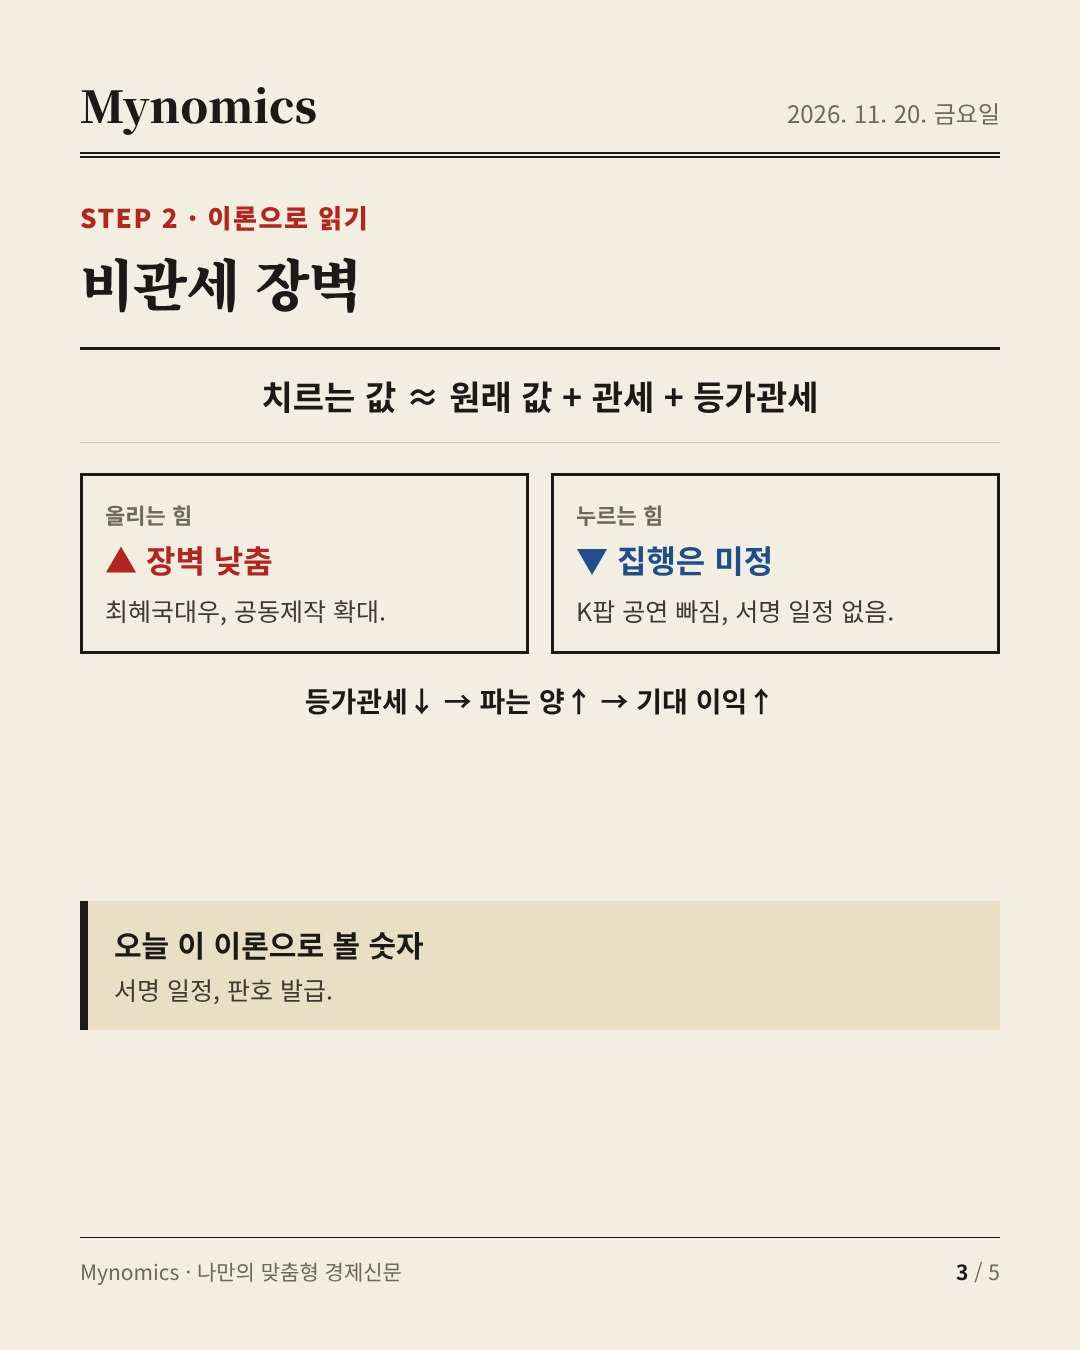 Mynomics
2026. 11. 20. 금요일
STEP 2 · 이론으로 읽기
비관세 장벽
치르는 값 ≈ 원래 값 + 관세 + 등가관세
올리는 힘
▲ 장벽 낮춤
최혜국대우, 공동제작 확대.
누르는 힘
▼ 집행은 미정
K팝 공연 빠짐, 서명 일정 없음.
등가관세↓ → 파는 양↑ → 기대 이익↑
오늘 이 이론으로 볼 숫자
서명 일정, 판호 발급.
Mynomics · 나만의 맞춤형 경제신문
3 / 5